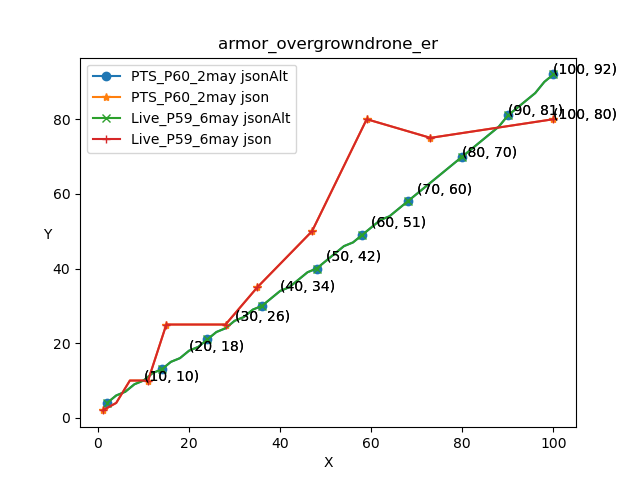 armor_overgrowndrone_er
PTS_P60_2may jsonAlt
PTS_P60_2may json
Live_P59_6may jsonAlt
Live_P59_6may json
(100, 92)
(90, 81)
(100, 80)
(80, 70)
(70, 60)
(60, 51)
(50, 42)
(40, 34)
(30, 26)
(20, 18)
(10, 10)
80
60
40
20
0
Y
0 20 40 60 80 100
X